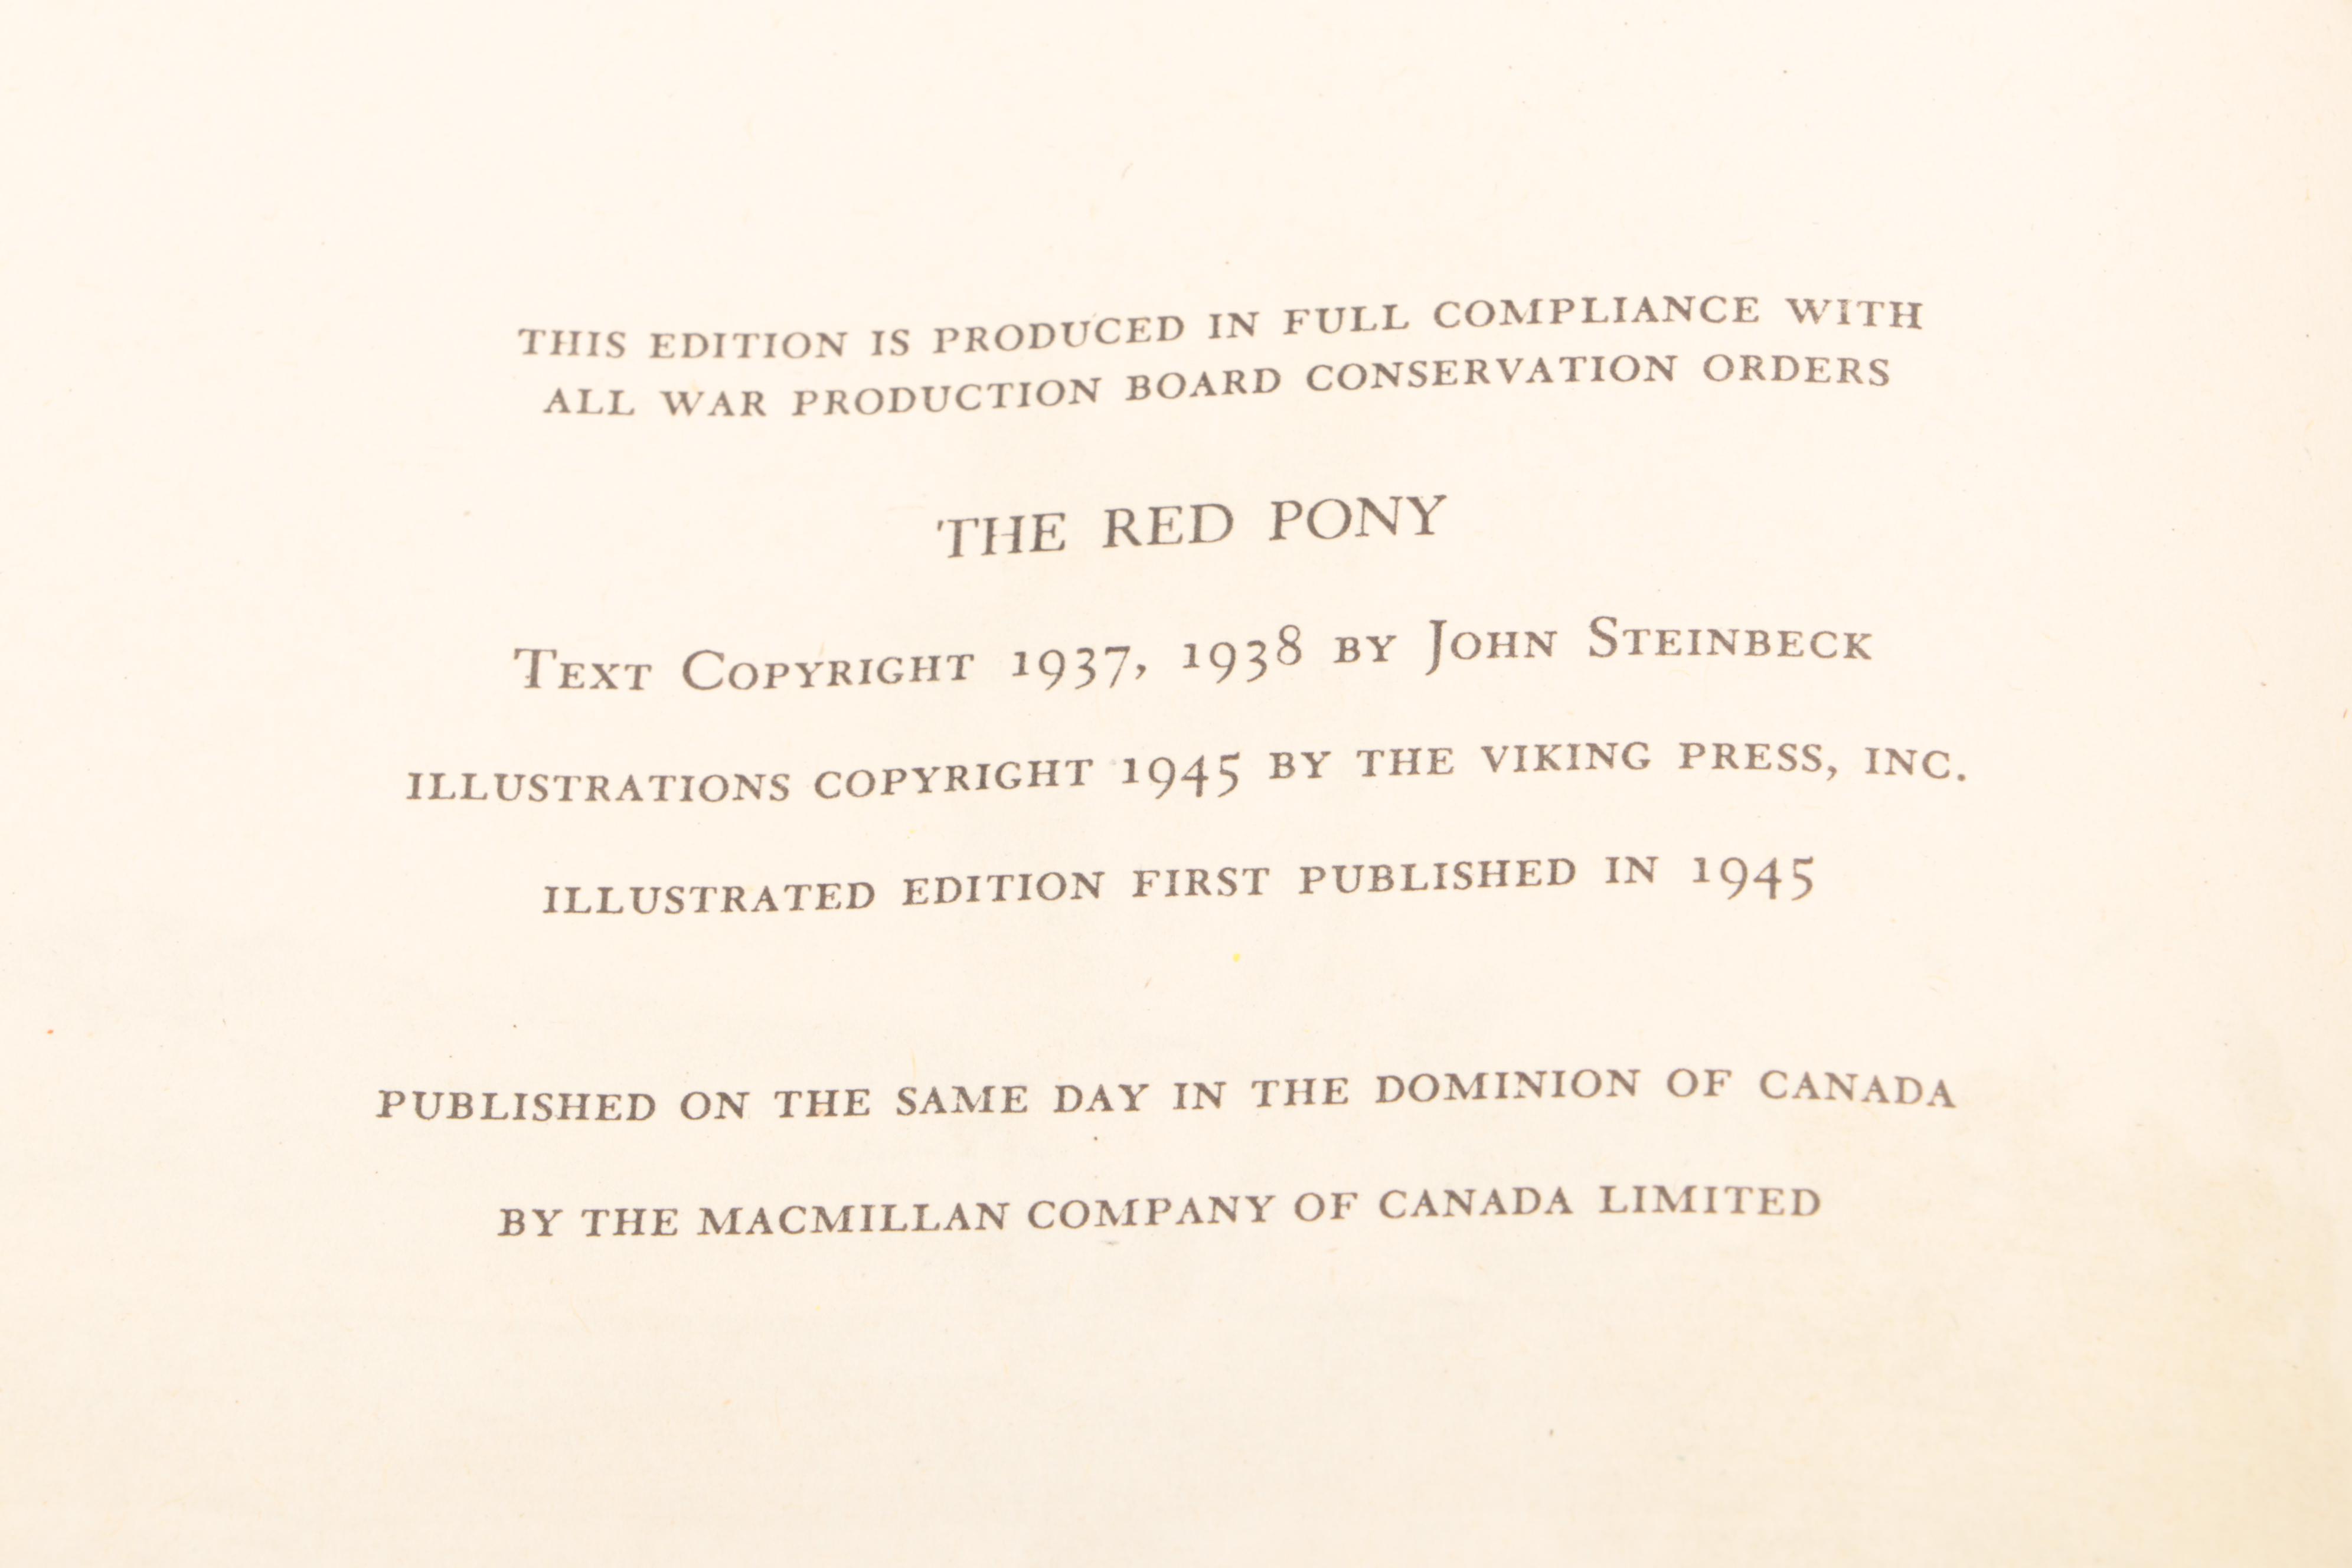 THIS EDITION IS PRODUCED IN FULL COMPLIANCE WITH
ALL WAR PRODUCTION BOARD CONSERVATION ORDERS
THE RED PONY
TEXT COPYRIGHT 1937, 1938 BY JOHN STEINBECK
ILLUSTRATIONS COPYRIGHT 1945 BY THE VIKING PRESS, INC.
ILLUSTRATED EDITION FIRST PUBLISHED IN 1945
PUBLISHED ON THE SAME DAY IN THE DOMINION OF CANADA
BY THE MACMILLAN COMPANY OF CANADA LIMITED